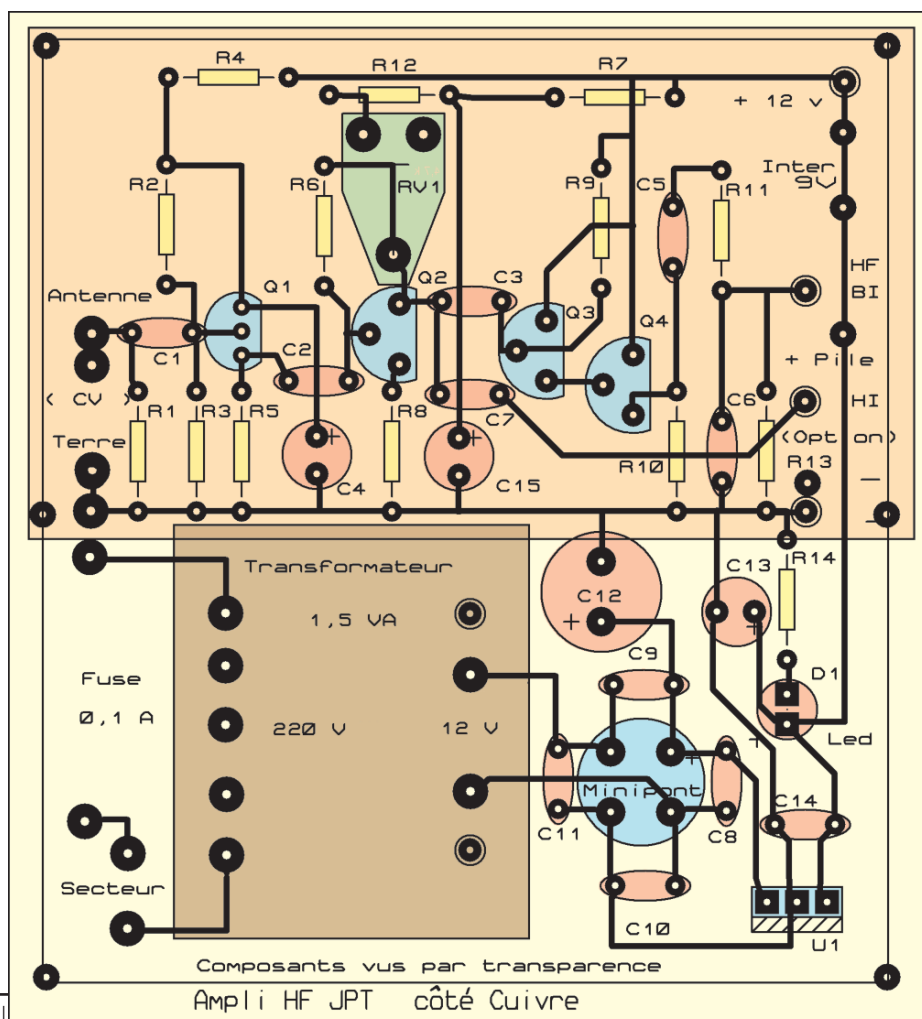 R4
R12
R7
+ 12 v
R2
R6
RV1
R9
C5
R11
Inter
9V
Antenne
Q1
Q2
C3
Q3
Q4
HF
BI
C1
C2
+ Pile
( CV )
R1
R3
R5
R8
C7
C6
HI
(Option)
Terre
+
+
R10
R13
C4
C15
—
-
Transformateur
C12
C13
R14
1,5 VA
+
+
C9
Fuse
D1
0,1 A
220 V
12 V
+
Led
+
Minipont
C11
C8
C14
Secteur
C10
U1
Composants vus par transparence
Ampli HF JPT côté Cuivre